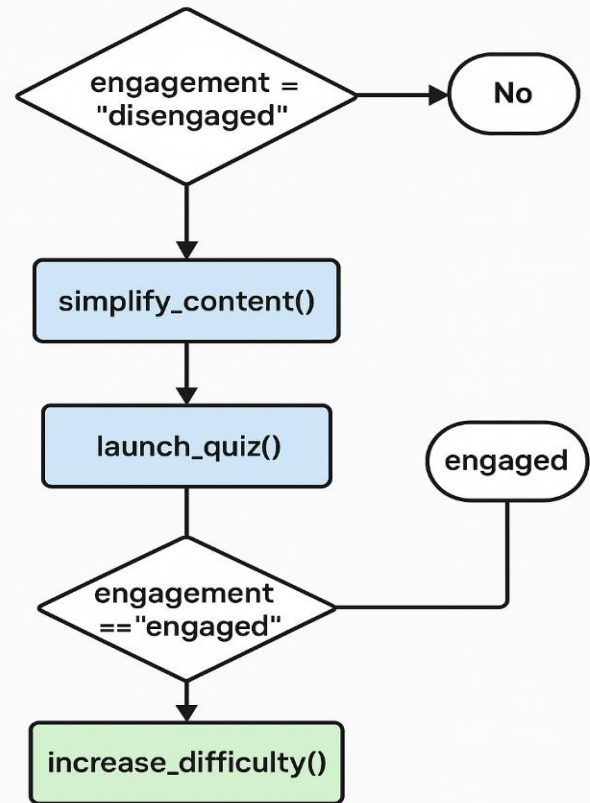 engagement =
"disengaged"
No
simplify_content()
launch_quiz()
engaged
engagement
=="engaged"
increase_difficulty()